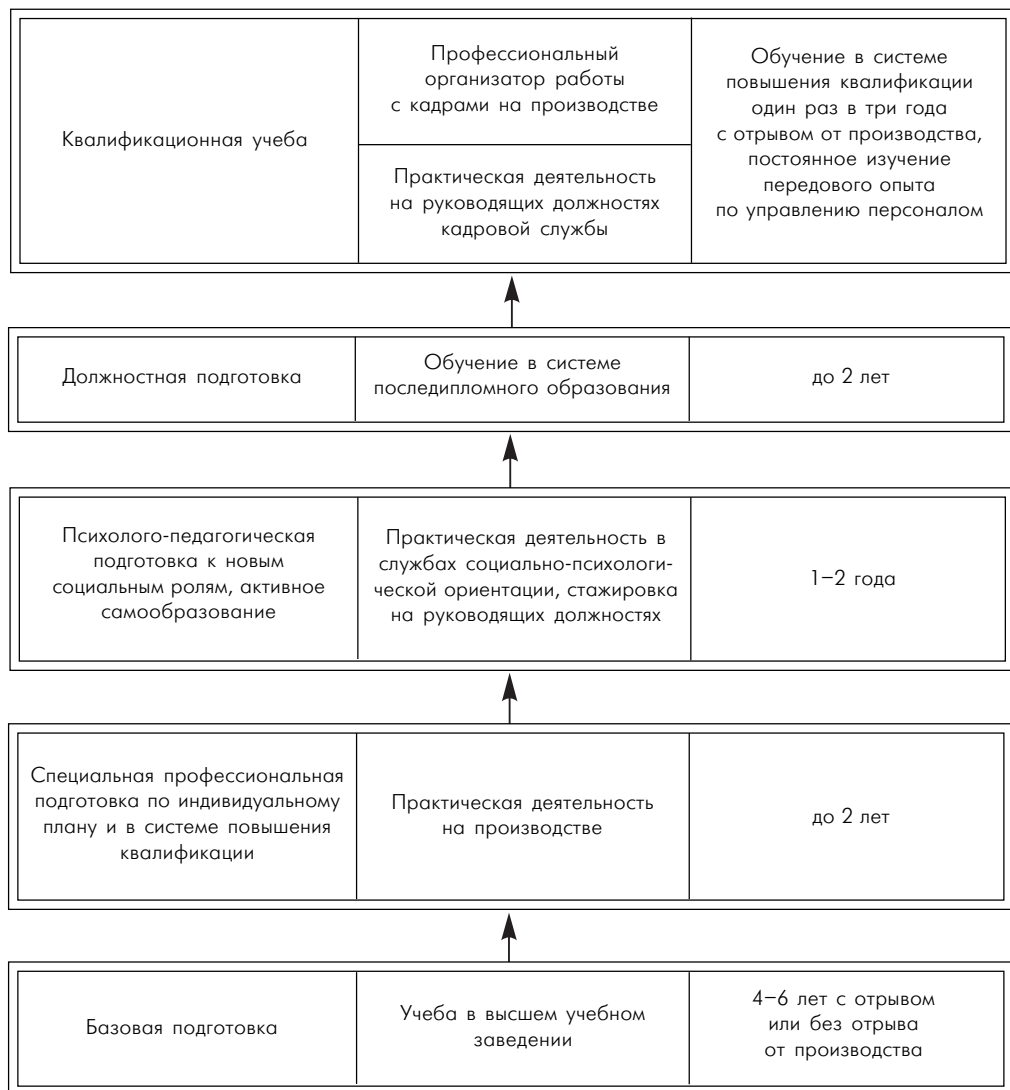 Квалификационная учеба
Профессиональный
организатор работы
с кадрами на производстве
Практическая деятельность
на руководящих должностях
кадровой службы
Обучение в системе
повышения квалификации
один раз в три года
с отрывом от производства,
постоянное изучение
передового опыта
по управлению персоналом
Должностная подготовка
Обучение в системе
последипломного образования
до 2 лет
Психолого-педагогическая
подготовка к новым
социальным ролям, активное
самообразование
Практическая деятельность в
службах социально-психологи-
ческой ориентации, стажировка
на руководящих должностях
1–2 года
Специальная профессиональная
подготовка по индивидуальному
плану и в системе повышения
квалификации
Практическая деятельность
на производстве
до 2 лет
Базовая подготовка
Учеба в высшем учебном
заведении
4–6 лет с отрывом
или без отрыва
от производства